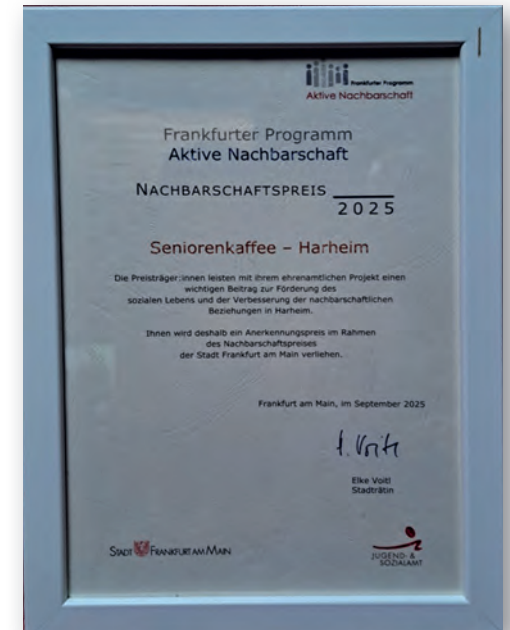 Frankfurter Programm
Aktive Nachbarschaft
Frankfurter Programm
Aktive Nachbarschaft
NACHBARSCHAFTSPREIS
2025
Seniorenkaffee – Harheim
Die Preisträger:innen leisten mit ihrem ehrenamtlichen Projekt einen
wichtigen Beitrag zur Förderung des
sozialen Lebens und der Verbesserung der nachbarschaftlichen
Beziehungen in Harheim.
Ihnen wird deshalb ein Anerkennungspreis im Rahmen
des Nachbarschaftspreises
der Stadt Frankfurt am Main verliehen.
Frankfurt am Main, im September 2025
Elke Voitl
Stadträtin
STADT FRANKFURT AM MAIN
JUGEND- &
SOZIALAMT